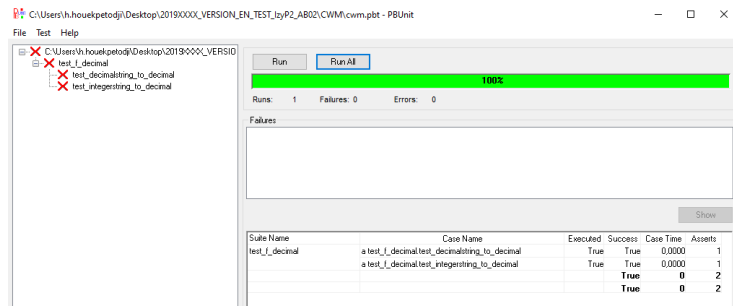 C:\Users\h.houekpetodji\Desktop\2019XXXX_VERSION_EN_TEST_IzyP2_AB02\CWM\cwm.pbt - PBUnit
File Test Help
C:\Users\h.houekpetodji\Desktop\2019XXXX_VERSIO
test_f_decimal
test_decimalstring_to_decimal
test_integerstring_to_decimal
Run Run All
100%
Runs: 1 Failures: 0 Errors: 0
Failures
Show
Suite Name Case Name Executed Success Case Time Asserts
test_f_decimal a test_f_decimal.test_decimalstring_to_decimal True True 0,0000 1
a test_f_decimal.test_integerstring_to_decimal True True 0,0000 1
True 0 2
True 0 2